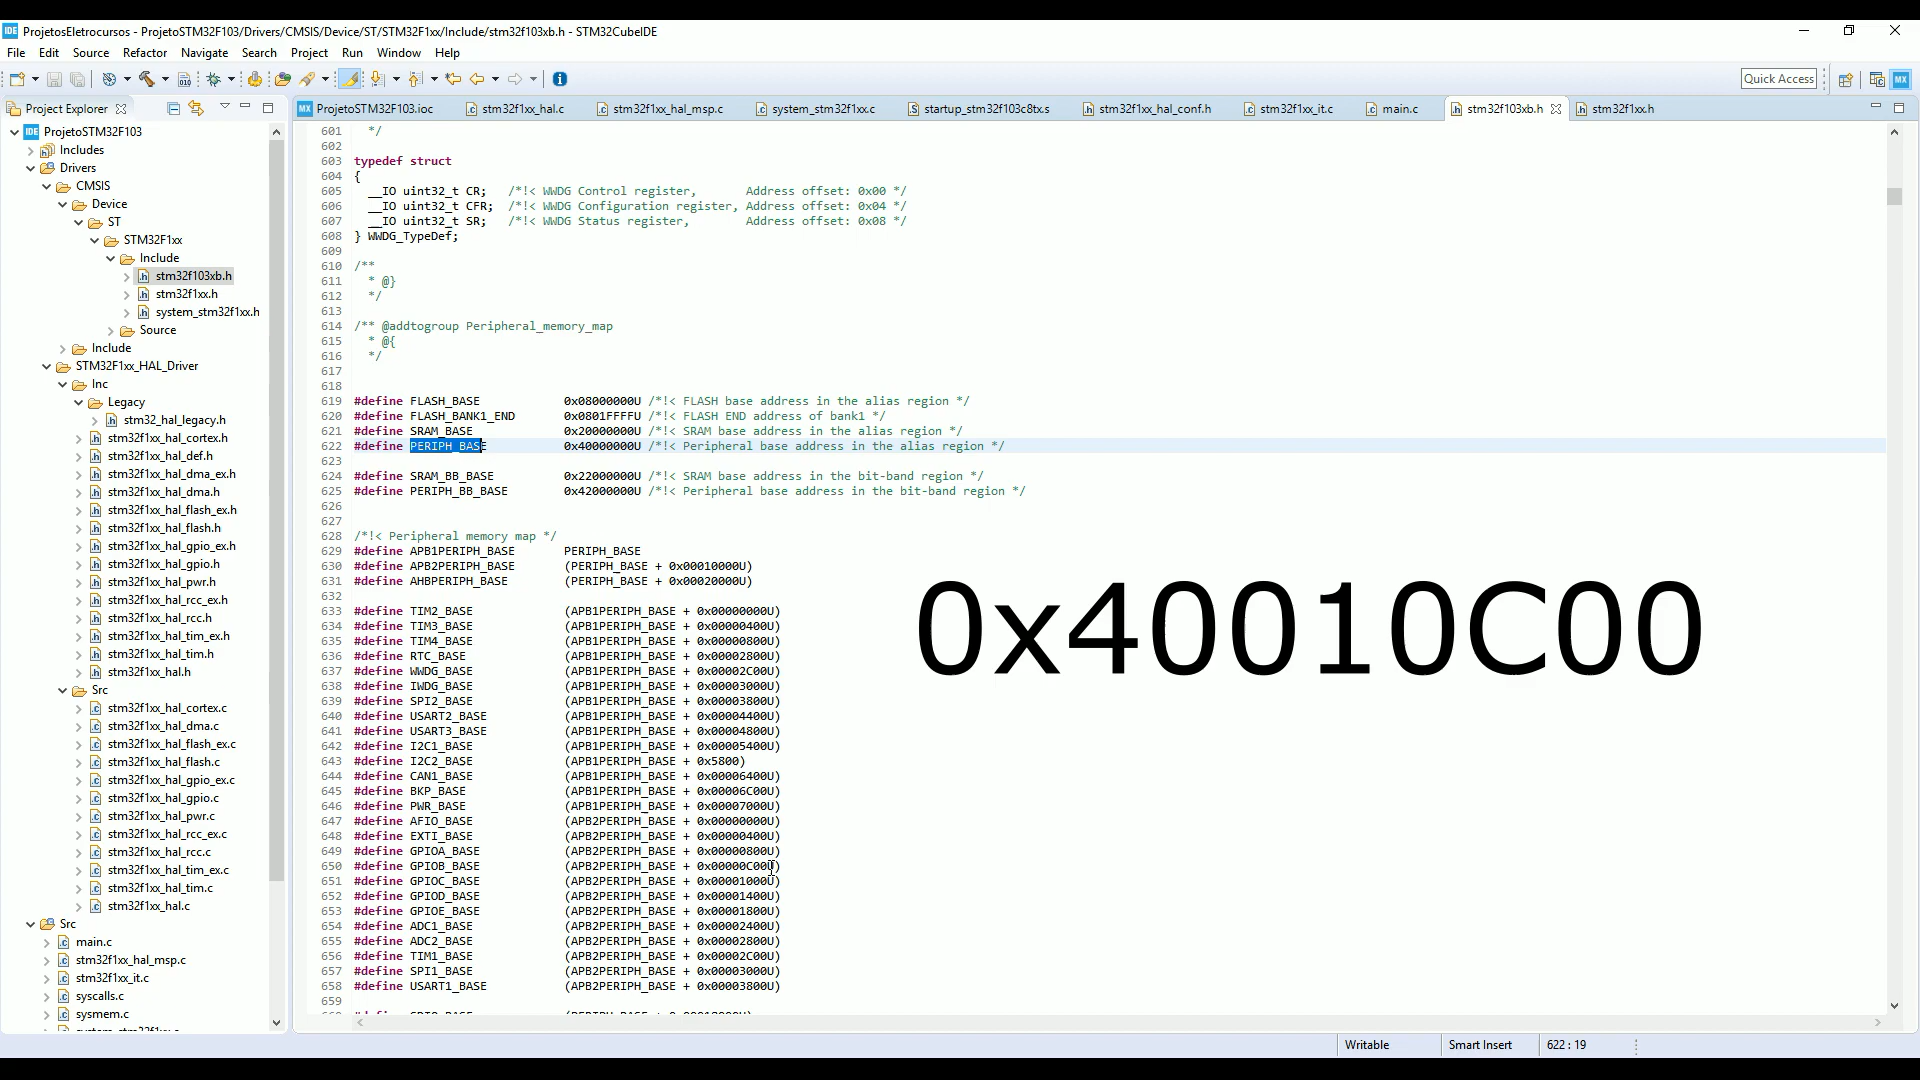 IDE ProjetosEletrocursos - ProjetoSTM32F103/Drivers/CMSIS/Device/ST/STM32F1xx/Include/stm32f103xb.h - STM32CubeIDE
File Edit Source Refactor Navigate Search Project Run Window Help
Quick Access MX
Project Explorer
MX ProjetoSTM32F103.ioc stm32f1xx_hal.c stm32f1xx_hal_msp.c system_stm32f1xx.c startup_stm32f103c8tx.s stm32f1xx_hal_conf.h stm32f1xx_it.c main.c stm32f103xb.h stm32f1xx.h
IDE ProjetoSTM32F103
Includes
Drivers
CMSIS
Device
ST
STM32F1xx
Include
stm32f103xb.h
stm32f1xx.h
system_stm32f1xx.h
Source
Include
STM32F1xx_HAL_Driver
Inc
Legacy
stm32_hal_legacy.h
stm32f1xx_hal_cortex.h
stm32f1xx_hal_def.h
stm32f1xx_hal_dma_ex.h
stm32f1xx_hal_dma.h
stm32f1xx_hal_flash_ex.h
stm32f1xx_hal_flash.h
stm32f1xx_hal_gpio_ex.h
stm32f1xx_hal_gpio.h
stm32f1xx_hal_pwr.h
stm32f1xx_hal_rcc_ex.h
stm32f1xx_hal_rcc.h
stm32f1xx_hal_tim_ex.h
stm32f1xx_hal_tim.h
stm32f1xx_hal.h
Src
stm32f1xx_hal_cortex.c
stm32f1xx_hal_dma.c
stm32f1xx_hal_flash_ex.c
stm32f1xx_hal_flash.c
stm32f1xx_hal_gpio_ex.c
stm32f1xx_hal_gpio.c
stm32f1xx_hal_pwr.c
stm32f1xx_hal_rcc_ex.c
stm32f1xx_hal_rcc.c
stm32f1xx_hal_tim_ex.c
stm32f1xx_hal_tim.c
stm32f1xx_hal.c
Src
main.c
stm32f1xx_hal_msp.c
stm32f1xx_it.c
syscalls.c
sysmem.c
601 */
602
603 typedef struct
604 {
605 __IO uint32_t CR; /*!< WWDG Control register, Address offset: 0x00 */
606 __IO uint32_t CFR; /*!< WWDG Configuration register, Address offset: 0x04 */
607 __IO uint32_t SR; /*!< WWDG Status register, Address offset: 0x08 */
608 } WWDG_TypeDef;
609
610 /**
611 * @}
612 */
613
614 /** @addtogroup Peripheral_memory_map
615 * @{
616 */
617
618
619 #define FLASH_BASE 0x08000000U /*!< FLASH base address in the alias region */
620 #define FLASH_BANK1_END 0x0801FFFFU /*!< FLASH END address of bank1 */
621 #define SRAM_BASE 0x20000000U /*!< SRAM base address in the alias region */
622 #define PERIPH_BASE 0x40000000U /*!< Peripheral base address in the alias region */
623
624 #define SRAM_BB_BASE 0x22000000U /*!< SRAM base address in the bit-band region */
625 #define PERIPH_BB_BASE 0x42000000U /*!< Peripheral base address in the bit-band region */
626
627
628 /*!< Peripheral memory map */
629 #define APB1PERIPH_BASE PERIPH_BASE
630 #define APB2PERIPH_BASE (PERIPH_BASE + 0x00010000U)
631 #define AHBPERIPH_BASE (PERIPH_BASE + 0x00020000U)
632
633 #define TIM2_BASE (APB1PERIPH_BASE + 0x00000000U)
634 #define TIM3_BASE (APB1PERIPH_BASE + 0x00000400U)
635 #define TIM4_BASE (APB1PERIPH_BASE + 0x00000800U)
636 #define RTC_BASE (APB1PERIPH_BASE + 0x00002800U)
637 #define WWDG_BASE (APB1PERIPH_BASE + 0x00002C00U)
638 #define IWDG_BASE (APB1PERIPH_BASE + 0x00003000U)
639 #define SPI2_BASE (APB1PERIPH_BASE + 0x00003800U)
640 #define USART2_BASE (APB1PERIPH_BASE + 0x00004400U)
641 #define USART3_BASE (APB1PERIPH_BASE + 0x00004800U)
642 #define I2C1_BASE (APB1PERIPH_BASE + 0x00005400U)
643 #define I2C2_BASE (APB1PERIPH_BASE + 0x5800)
644 #define CAN1_BASE (APB1PERIPH_BASE + 0x00006400U)
645 #define BKP_BASE (APB1PERIPH_BASE + 0x00006C00U)
646 #define PWR_BASE (APB1PERIPH_BASE + 0x00007000U)
647 #define AFIO_BASE (APB2PERIPH_BASE + 0x00000000U)
648 #define EXTI_BASE (APB2PERIPH_BASE + 0x00000400U)
649 #define GPIOA_BASE (APB2PERIPH_BASE + 0x00000800U)
650 #define GPIOB_BASE (APB2PERIPH_BASE + 0x00000C00U)
651 #define GPIOC_BASE (APB2PERIPH_BASE + 0x00001000U)
652 #define GPIOD_BASE (APB2PERIPH_BASE + 0x00001400U)
653 #define GPIOE_BASE (APB2PERIPH_BASE + 0x00001800U)
654 #define ADC1_BASE (APB2PERIPH_BASE + 0x00002400U)
655 #define ADC2_BASE (APB2PERIPH_BASE + 0x00002800U)
656 #define TIM1_BASE (APB2PERIPH_BASE + 0x00002C00U)
657 #define SPI1_BASE (APB2PERIPH_BASE + 0x00003000U)
658 #define USART1_BASE (APB2PERIPH_BASE + 0x00003800U)
659
0x40010C00
Writable Smart Insert 622 : 19